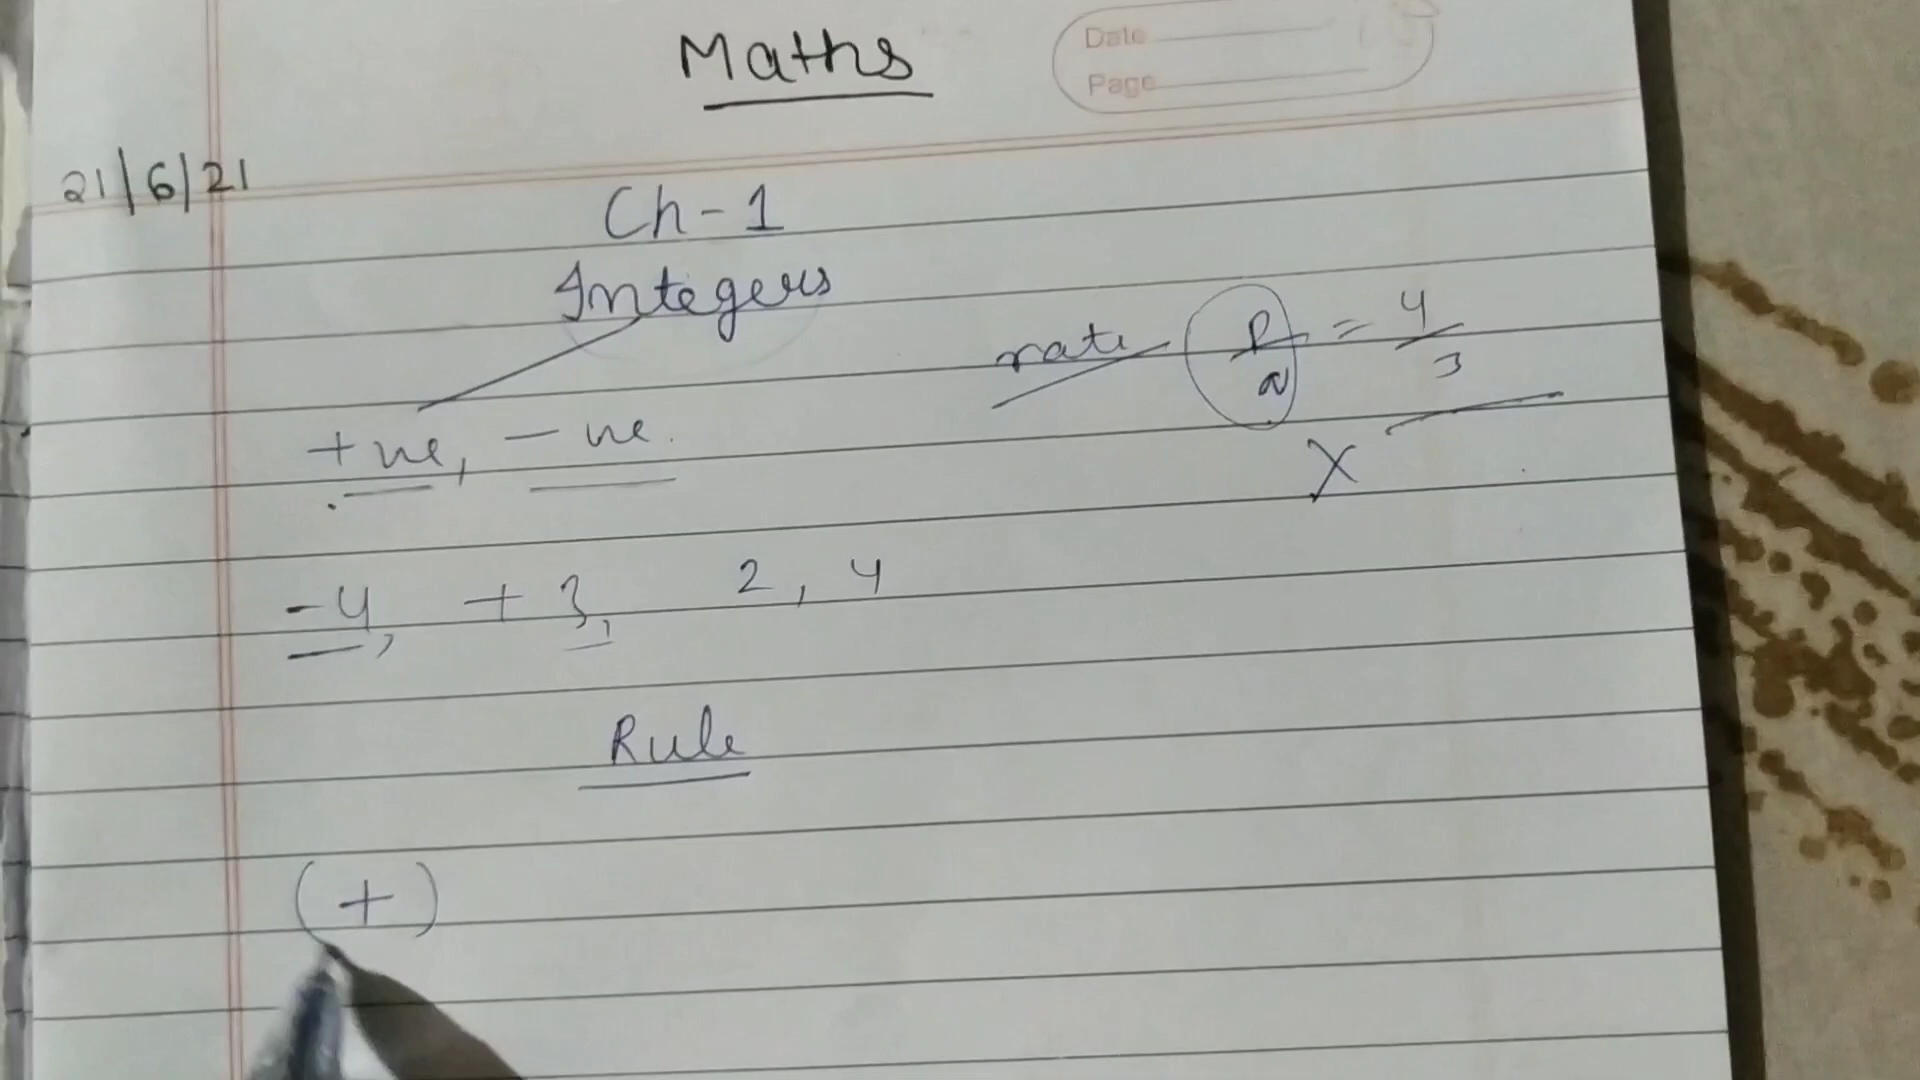 Maths
Date
Page
21/6/21
Ch-1
Integers
rate P/q = 4/3
+ve, -ve.
X
-4, +3, 2, 4
Rule
(+)